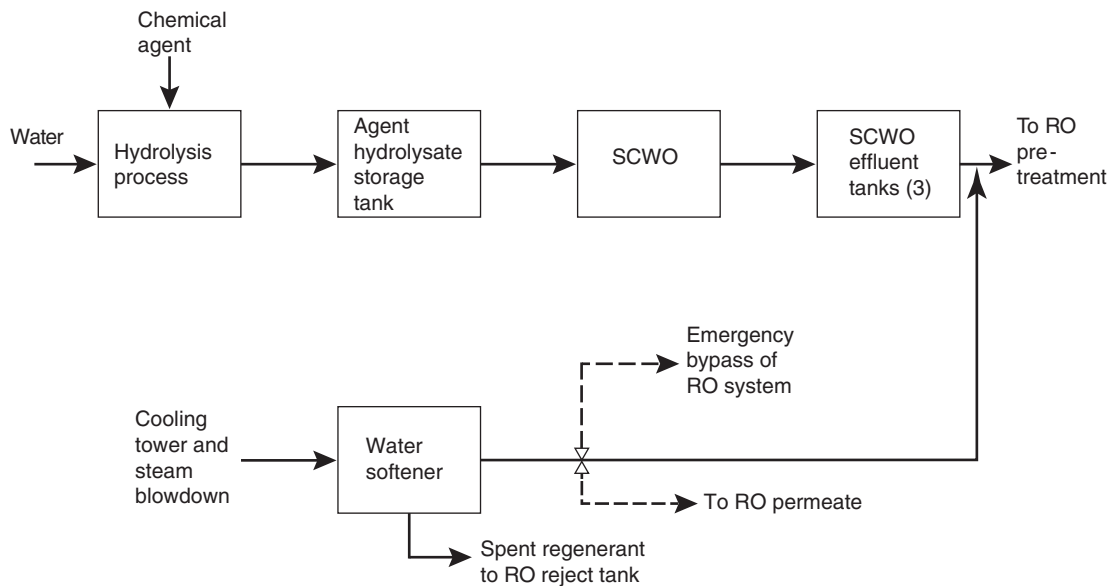 Chemical
agent
Water
Hydrolysis
process
Agent
hydrolysate
storage
tank
SCWO
SCWO
effluent
tanks (3)
To RO
pre-
treatment
Emergency
bypass of
RO system
Cooling
tower and
steam
blowdown
Water
softener
To RO permeate
Spent regenerant
to RO reject tank